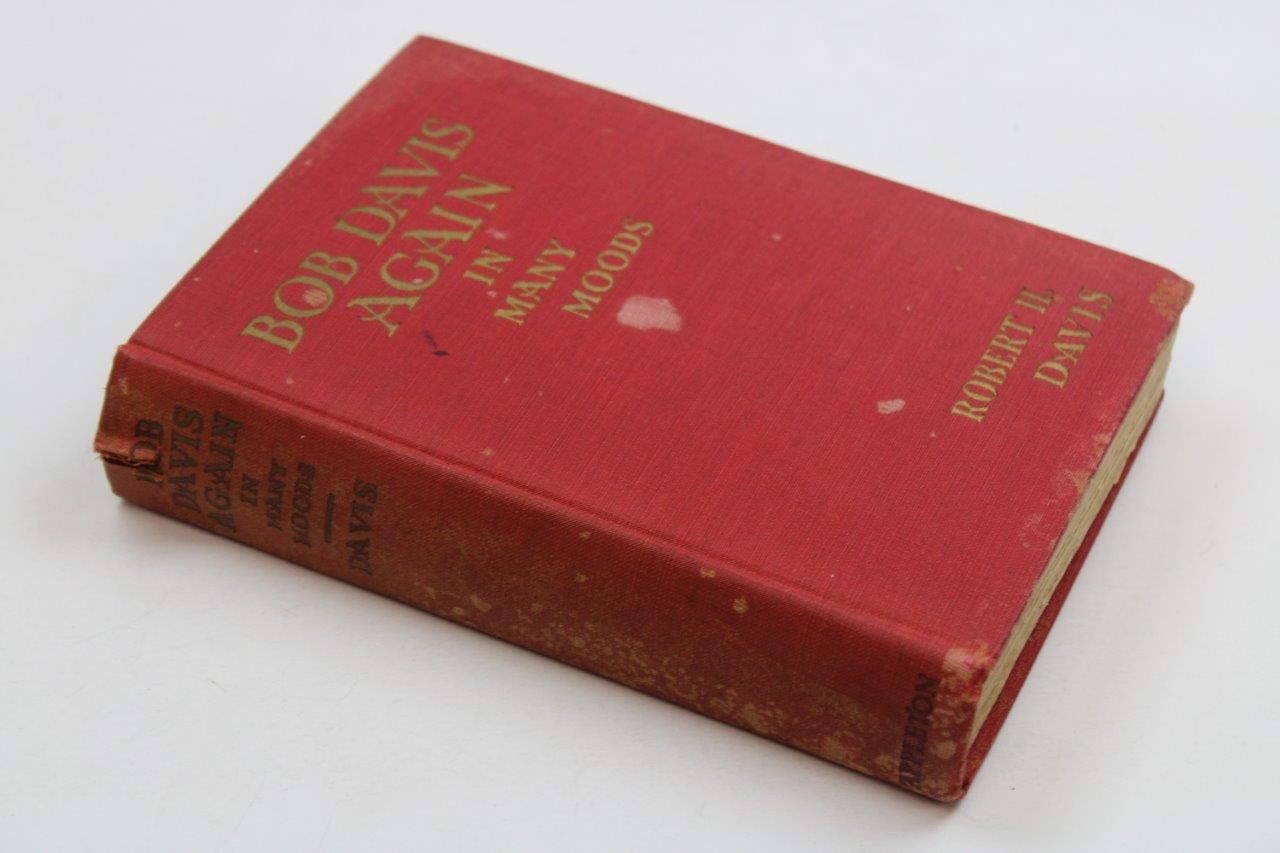 BOB DAVIS
AGAIN
IN
MANY
MOODS
ROBERT H.
DAVIS
BOB
DAVIS
AGAIN
IN
MANY
MOODS
DAVIS
APPLETON